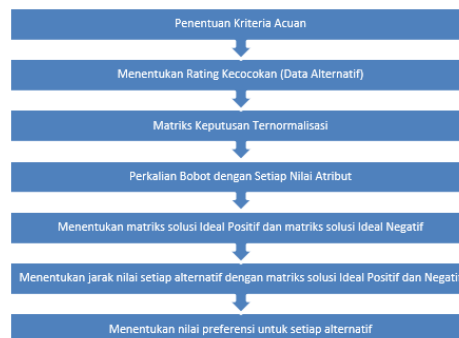 Penentuan Kriteria Acuan
Menentukan Rating Kecocokan (Data Alternatif)
Matriks Keputusan Ternormalisasi
Perkalian Bobot dengan Setiap Nilai Atribut
Menentukan matriks solusi Ideal Positif dan matriks solusi Ideal Negatif
Menentukan jarak nilai setiap alternatif dengan matriks solusi Ideal Positif dan Negatif
Menentukan nilai preferensi untuk setiap alternatif